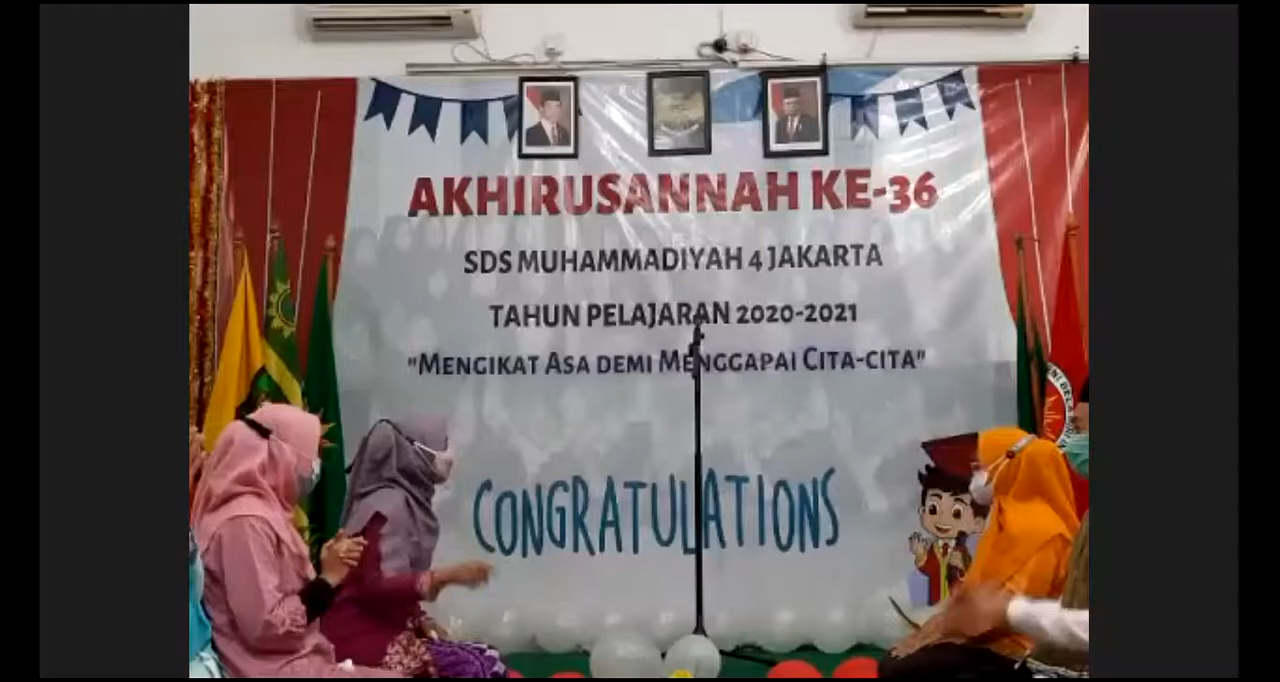 AKHIRUSANNAH KE-36
SDS MUHAMMADIYAH 4 JAKARTA
TAHUN PELAJARAN 2020-2021
"MENGIKAT ASA DEMI MENGGAPAI CITA-CITA"
CONGRATULATIONS